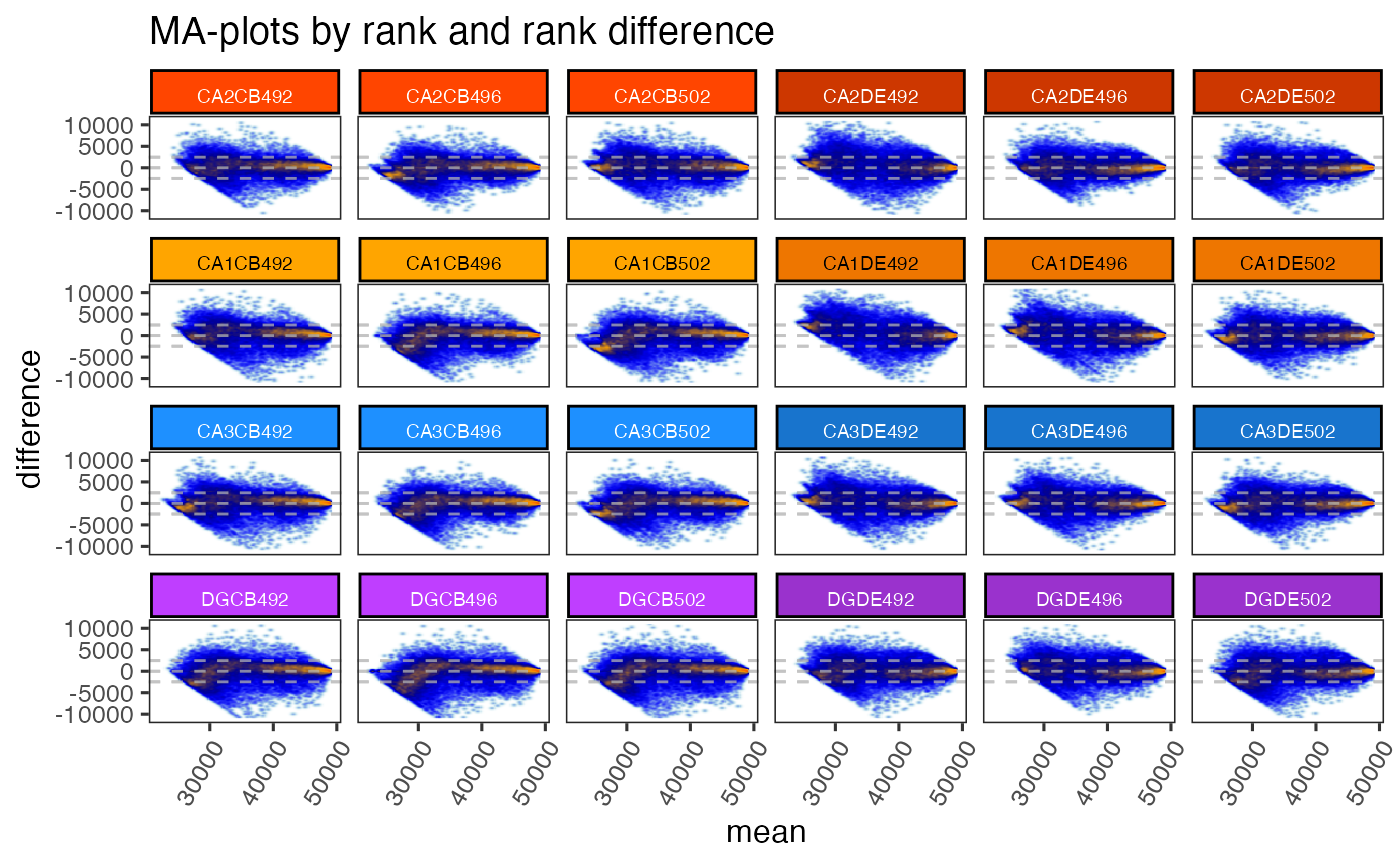 MA-plots by rank and rank difference
CA2CB492 CA2CB496 CA2CB502 CA2DE492 CA2DE496 CA2DE502
10000
5000
0
-5000
-10000
CA1CB492 CA1CB496 CA1CB502 CA1DE492 CA1DE496 CA1DE502
10000
5000
0
-5000
-10000
difference
CA3CB492 CA3CB496 CA3CB502 CA3DE492 CA3DE496 CA3DE502
10000
5000
0
-5000
-10000
DGCB492 DGCB496 DGCB502 DGDE492 DGDE496 DGDE502
10000
5000
0
-5000
-10000
30000 40000 50000 30000 40000 50000 30000 40000 50000 30000 40000 50000 30000 40000 50000 30000 40000 50000
mean